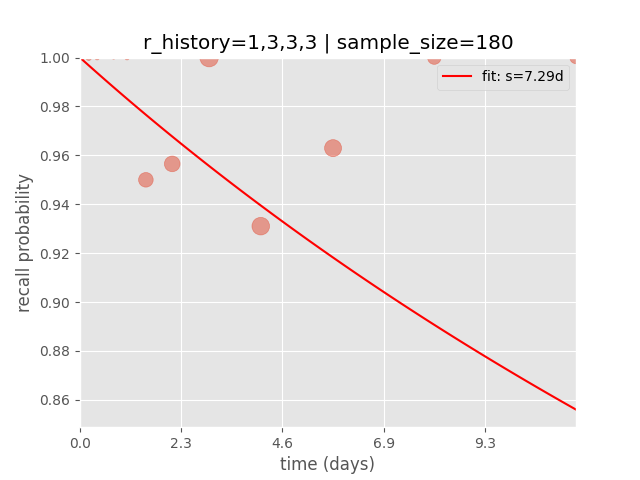 r_history=1,3,3,3 | sample_size=180
fit: s=7.29d
recall probability
1.00
0.98
0.96
0.94
0.92
0.90
0.88
0.86
0.0 2.3 4.6 6.9 9.3
time (days)